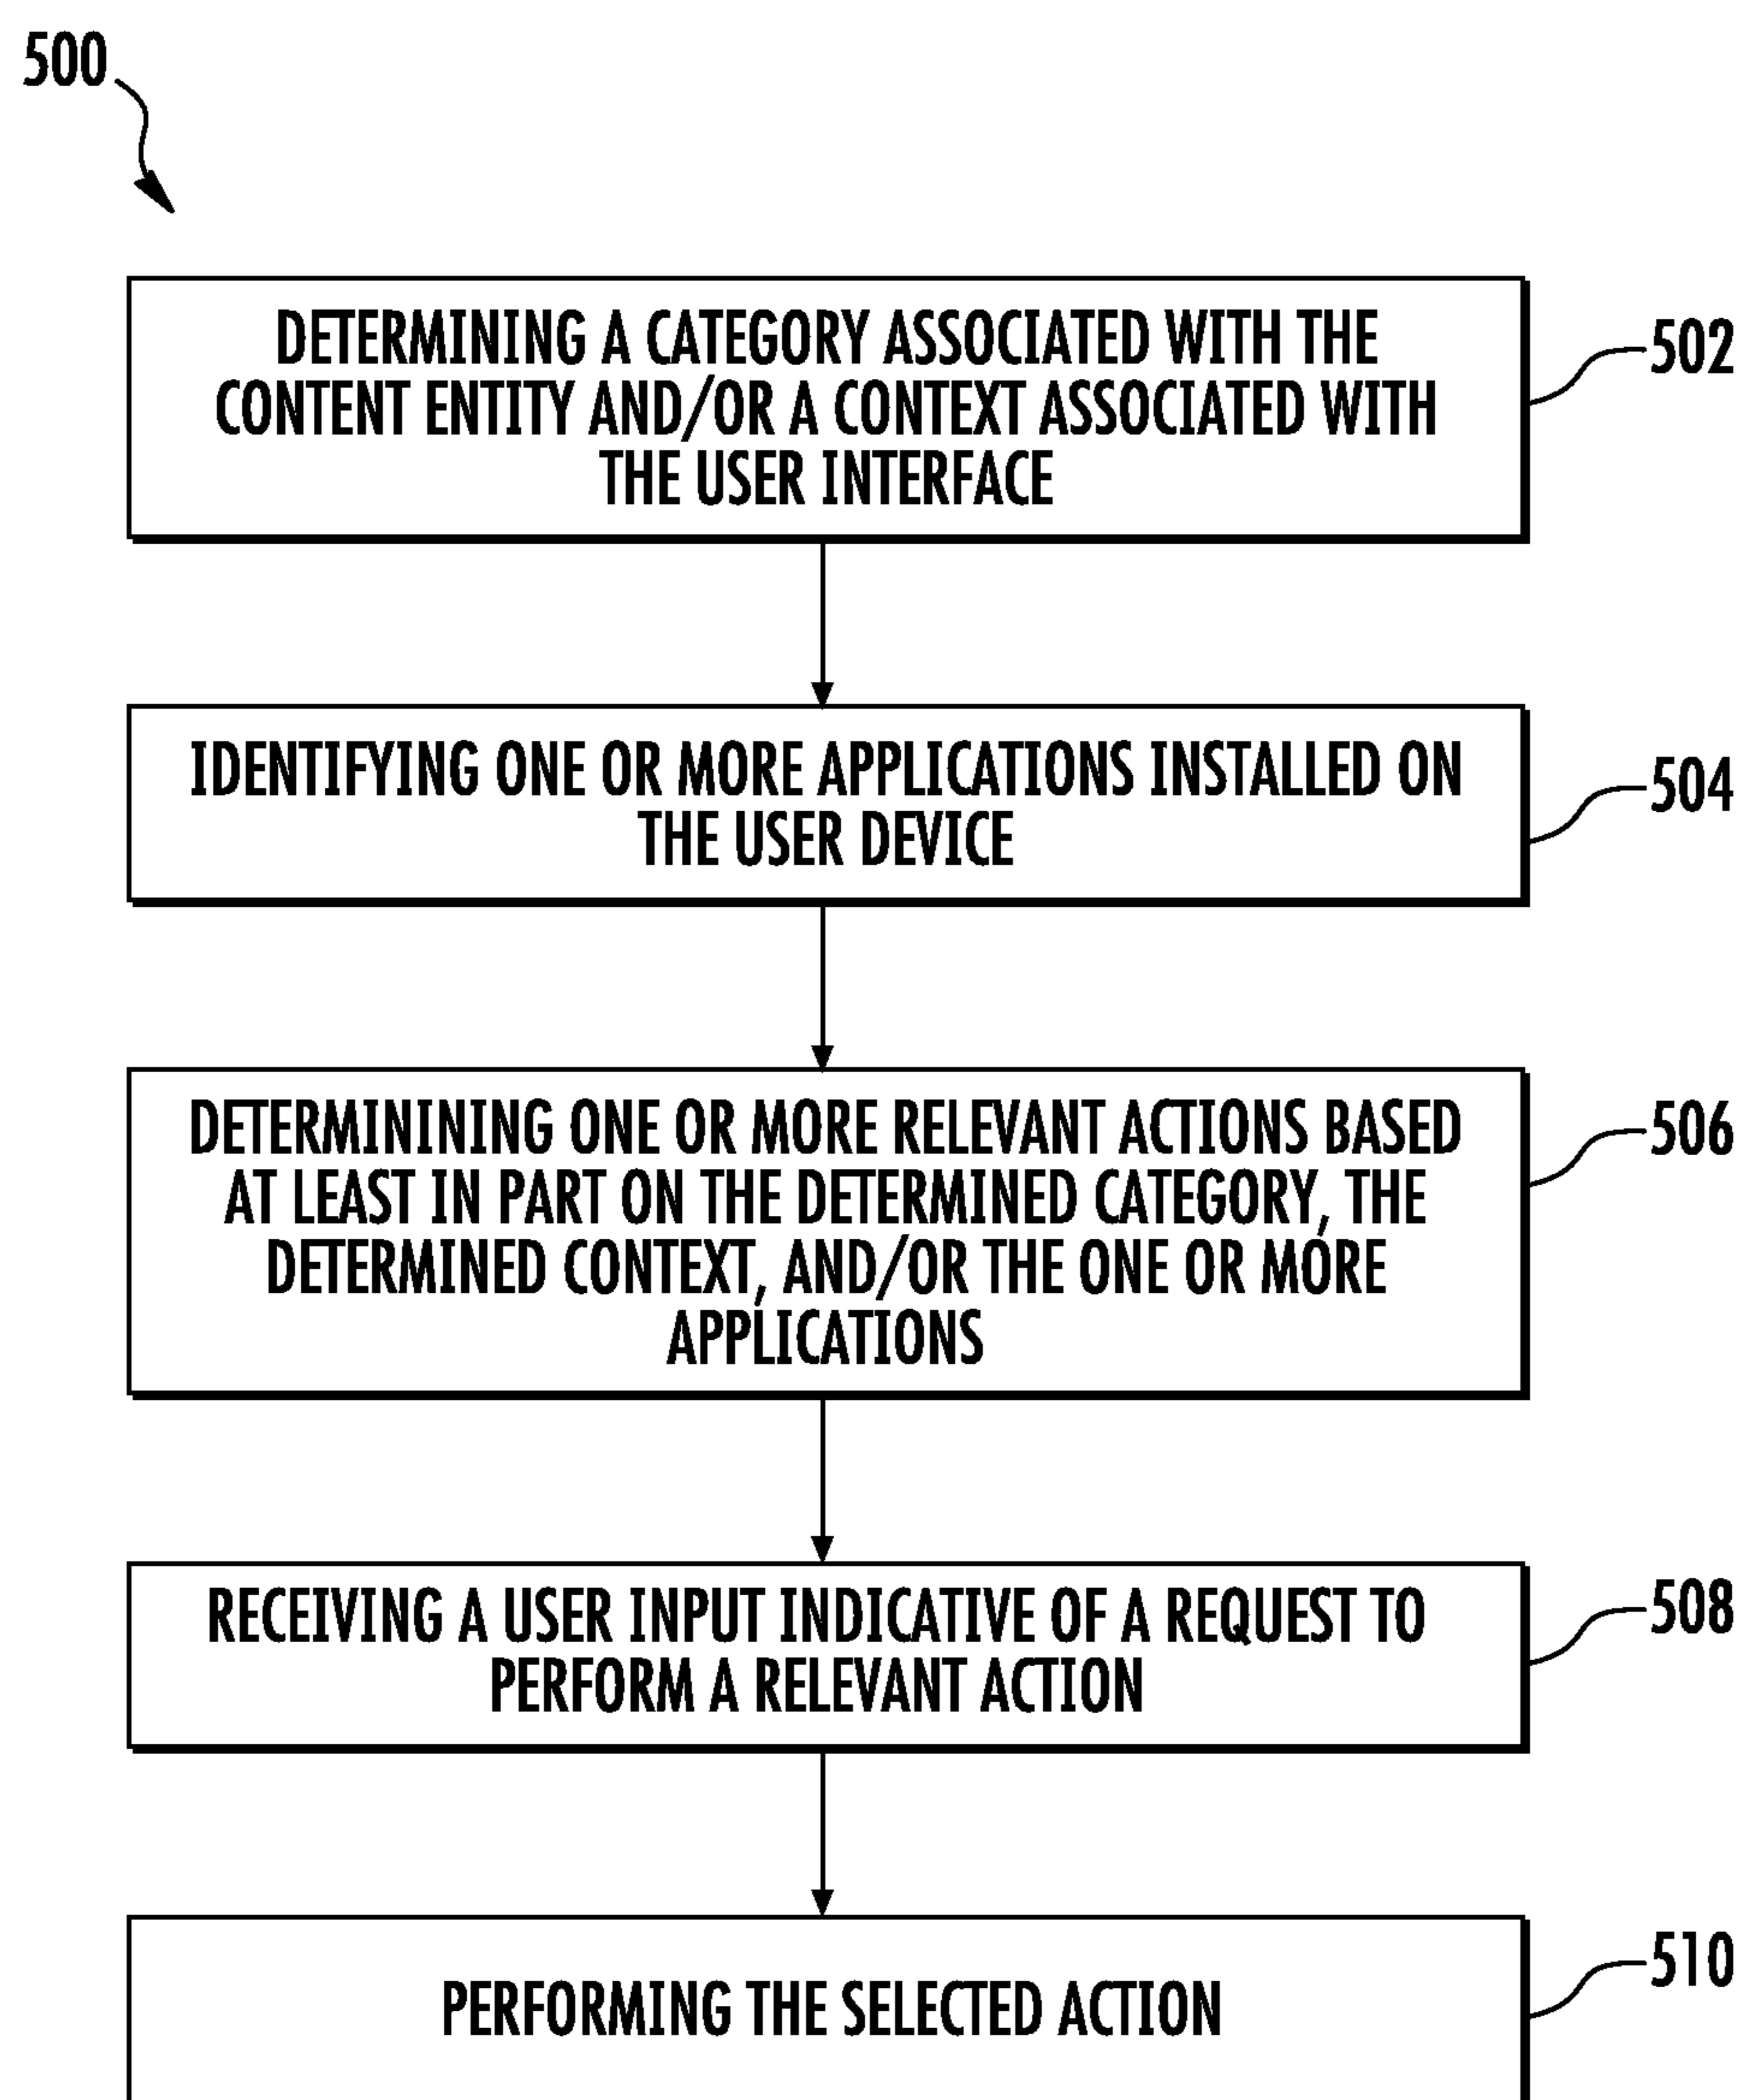 500
DETERMINING A CATEGORY ASSOCIATED WITH THE
CONTENT ENTITY AND/OR A CONTEXT ASSOCIATED WITH
THE USER INTERFACE
502
IDENTIFYING ONE OR MORE APPLICATIONS INSTALLED ON
THE USER DEVICE
504
DETERMININING ONE OR MORE RELEVANT ACTIONS BASED
AT LEAST IN PART ON THE DETERMINED CATEGORY, THE
DETERMINED CONTEXT, AND/OR THE ONE OR MORE
APPLICATIONS
506
RECEIVING A USER INPUT INDICATIVE OF A REQUEST TO
PERFORM A RELEVANT ACTION
508
PERFORMING THE SELECTED ACTION
510